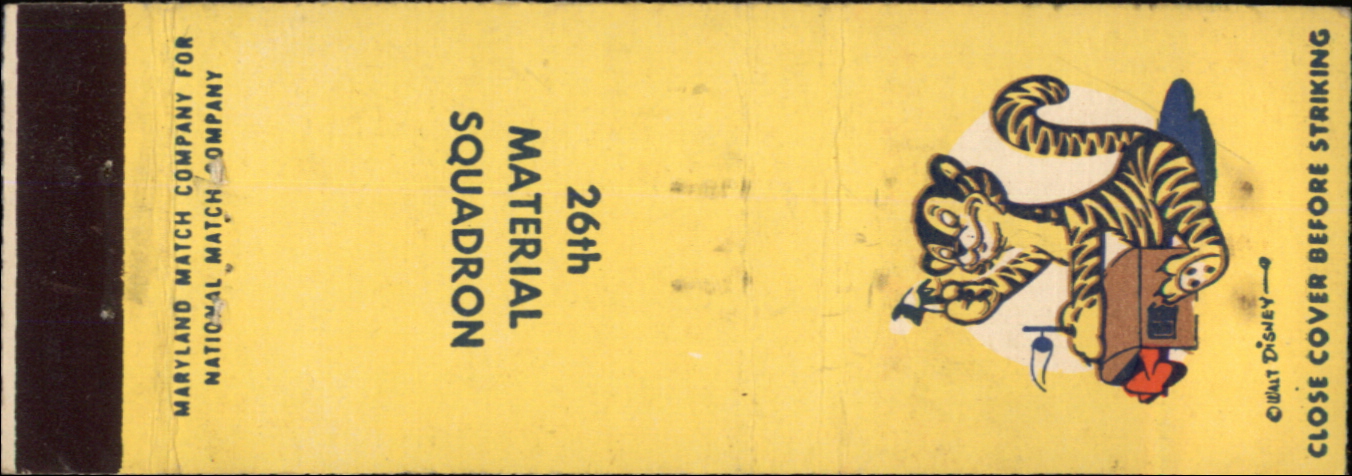 CLOSE COVER BEFORE STRIKING
© WALT DISNEY
26th
MATERIAL
SQUADRON
MARYLAND MATCH COMPANY FOR
NATIONAL MATCH COMPANY